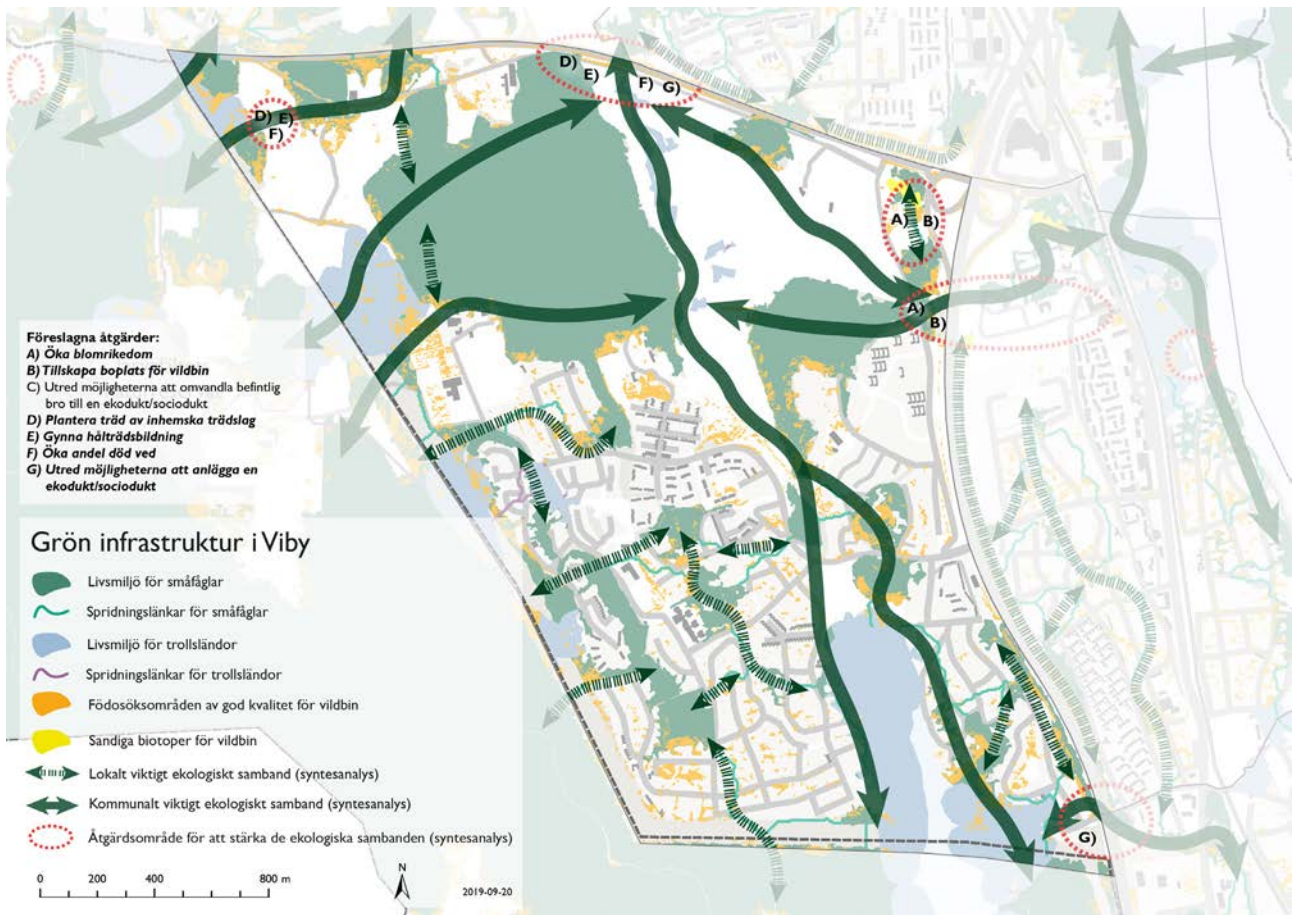 D)
E)
F) G)
D) E)
F)
A) B)
A)
B)
Föreslagna åtgärder:
A) Öka blomrikedom
B) Tillskapa boplats för vildbin
C) Utred möjligheterna att omvandla befintlig
bro till en ekodukt/sociodukt
D) Plantera träd av inhemska trädslag
E) Gynna hålträdsbildning
F) Öka andel död ved
G) Utred möjligheterna att anlägga en
ekodukt/sociodukt
Grön infrastruktur i Viby
Livsmiljö för småfåglar
Spridningslänkar för småfåglar
Livsmiljö för trollsländor
Spridningslänkar för trollsländor
Födosöksområden av god kvalitet för vildbin
Sandiga biotoper för vildbin
Lokalt viktigt ekologiskt samband (syntesanalys)
Kommunalt viktigt ekologiskt samband (syntesanalys)
Åtgärdsområde för att stärka de ekologiska sambanden (syntesanalys)
G)
N
0 200 400 800 m
2019-09-20